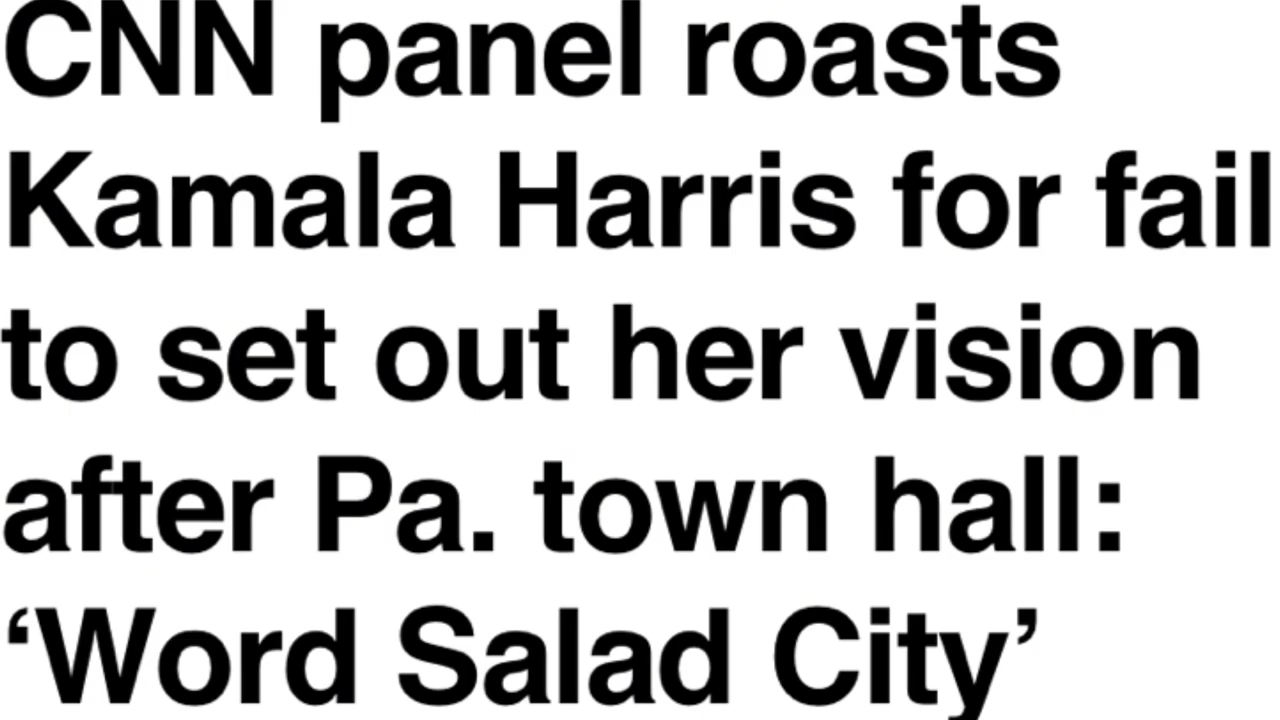 CNN panel roasts
Kamala Harris for fail
to set out her vision
after Pa. town hall:
‘Word Salad City’